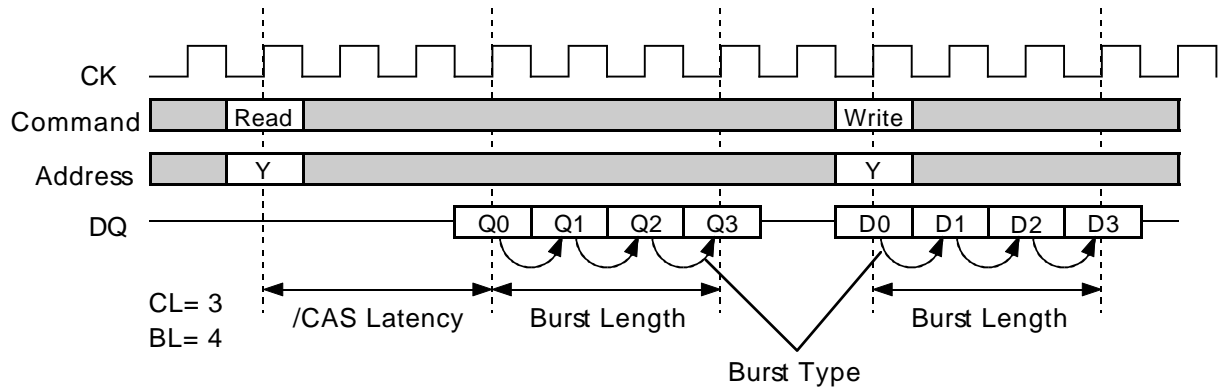 CK
Command Read Write
Address Y Y
DQ Q0 Q1 Q2 Q3 D0 D1 D2 D3
CL= 3 /CAS Latency Burst Length Burst Length
BL= 4
Burst Type